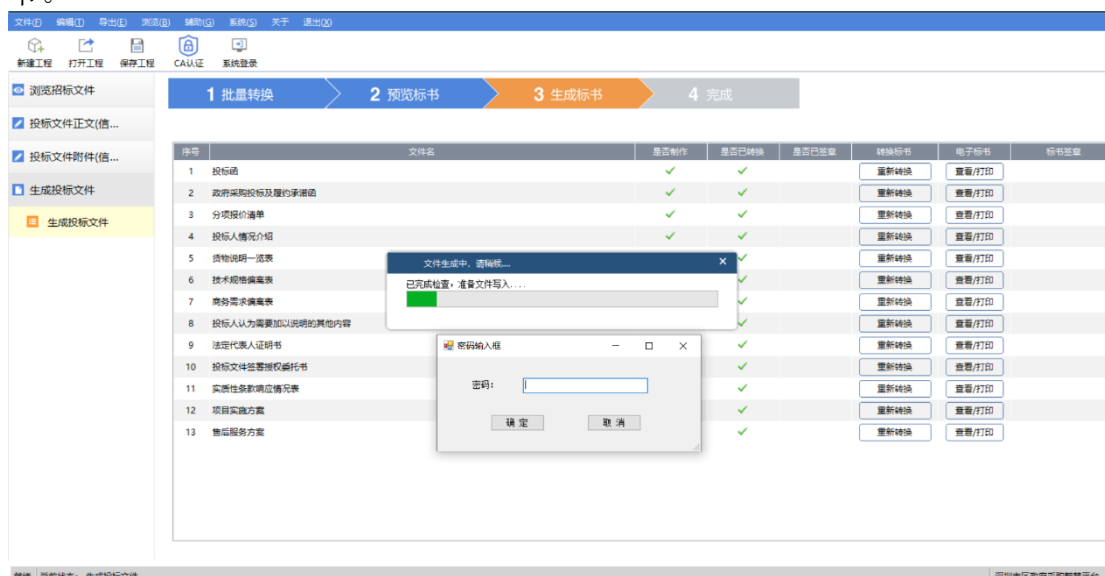 文件(F) 编辑(T) 导出(E) 浏览(B) 辅助(G) 系统(S) 关于 退出(X)
新建工程 打开工程 保存工程 CA认证 系统登录
浏览招标文件
投标文件正文(信...
投标文件附件(信...
生成投标文件
生成投标文件
1 批量转换 2 预览标书 3 生成标书 4 完成
序号 文件名 是否制作 是否已转换 是否已签章 转换标书 电子标书 标书签章
1 投标函 重新转换 查看/打印
2 政府采购投标及履约承诺函 重新转换 查看/打印
3 分项报价清单 重新转换 查看/打印
4 投标人情况介绍 重新转换 查看/打印
5 货物说明一览表 重新转换 查看/打印
6 技术规格偏离表 重新转换 查看/打印
7 商务需求偏离表 重新转换 查看/打印
8 投标人认为需要加以说明的其他内容 重新转换 查看/打印
9 法定代表人证明书 重新转换 查看/打印
10 投标文件签署授权委托书 重新转换 查看/打印
11 实质性条款响应情况表 重新转换 查看/打印
12 项目实施方案 重新转换 查看/打印
13 售后服务方案 重新转换 查看/打印
文件生成中，请稍候....
已完成检查，准备文件写入....
密码输入框
密码:
确 定 取 消